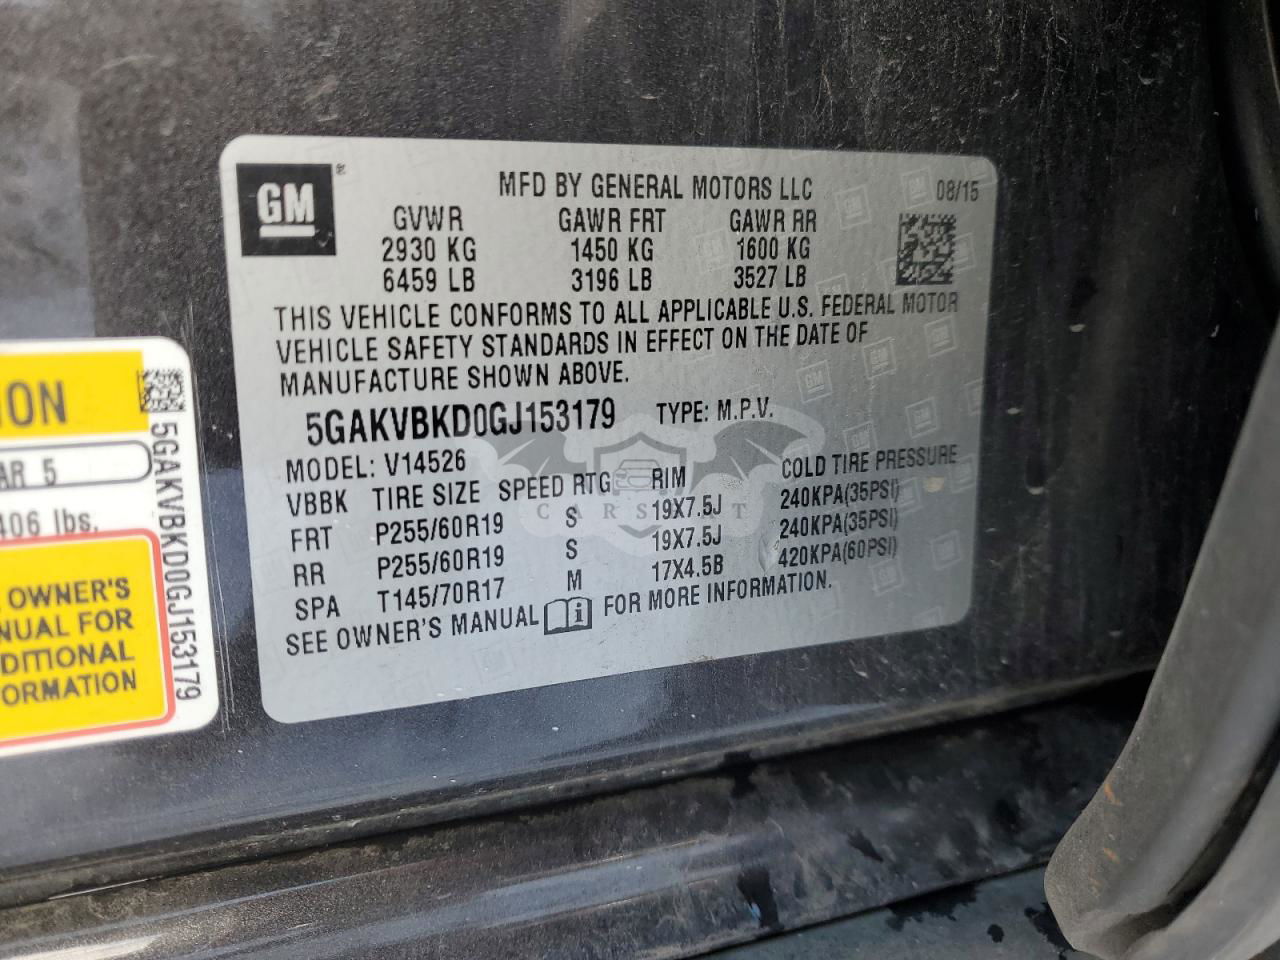 GM ®
MFD BY GENERAL MOTORS LLC 08/15
GVWR GAWR FRT GAWR RR
2930 KG 1450 KG 1600 KG
6459 LB 3196 LB 3527 LB
THIS VEHICLE CONFORMS TO ALL APPLICABLE U.S. FEDERAL MOTOR
VEHICLE SAFETY STANDARDS IN EFFECT ON THE DATE OF
MANUFACTURE SHOWN ABOVE.
5GAKVBKD0GJ153179 TYPE: M.P.V.
MODEL: V14526
VBBK TIRE SIZE SPEED RTG RIM COLD TIRE PRESSURE
FRT P255/60R19 S 19X7.5J 240KPA(35PSI)
RR P255/60R19 S 19X7.5J 240KPA(35PSI)
SPA T145/70R17 M 17X4.5B 420KPA(60PSI)
SEE OWNER'S MANUAL i FOR MORE INFORMATION.
ION
AR 5
406 lbs.
OWNER'S
NUAL FOR
DITIONAL
ORMATION
5GAKVBKD0GJ153179